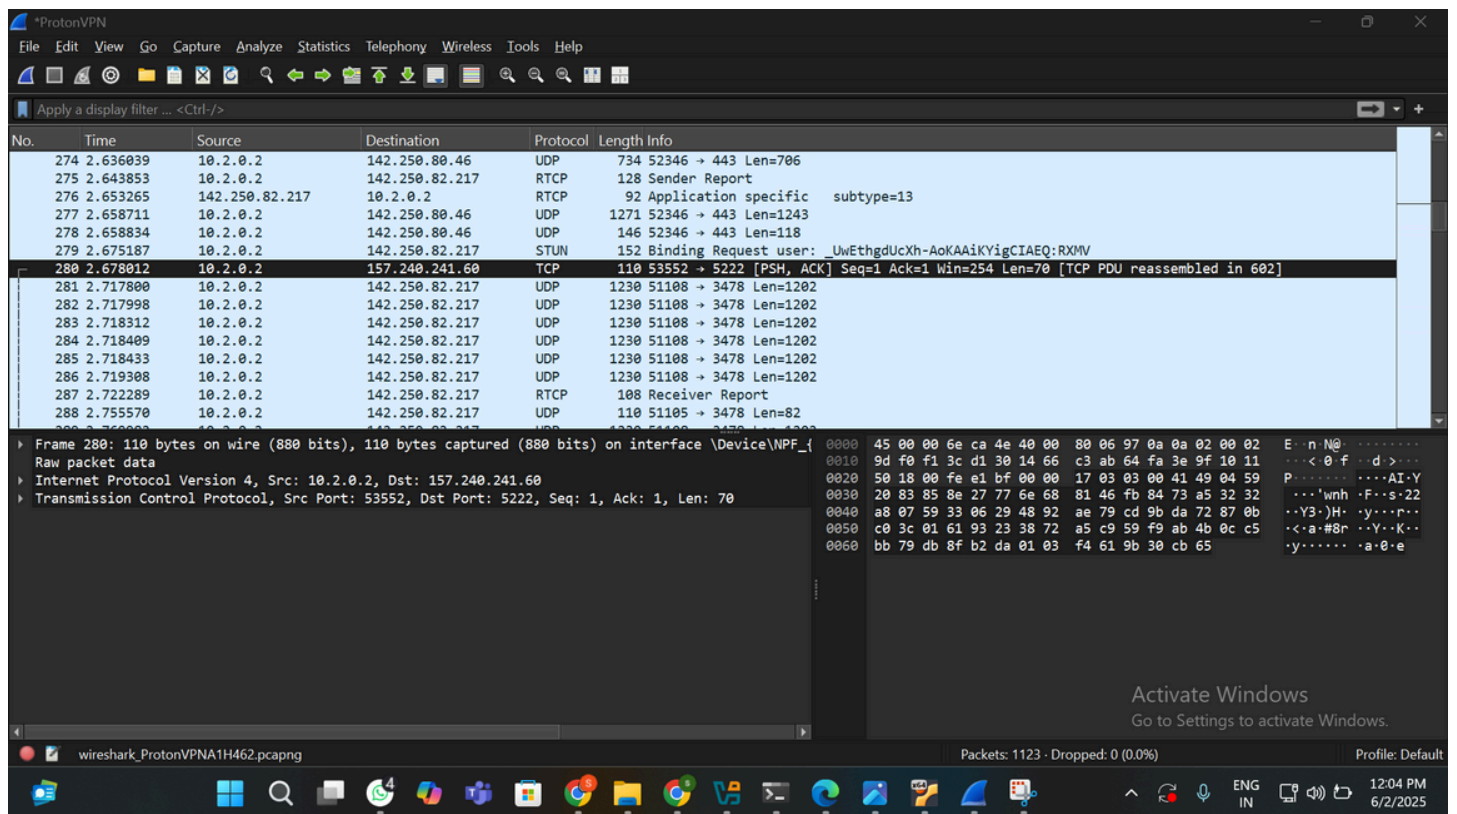 *ProtonVPN
File Edit View Go Capture Analyze Statistics Telephony Wireless Tools Help
Apply a display filter ... <Ctrl-/>
No. Time Source Destination Protocol Length Info
274 2.636039 10.2.0.2 142.250.80.46 UDP 734 52346 → 443 Len=706
275 2.643853 10.2.0.2 142.250.82.217 RTCP 128 Sender Report
276 2.653265 142.250.82.217 10.2.0.2 RTCP 92 Application specific subtype=13
277 2.658711 10.2.0.2 142.250.80.46 UDP 1271 52346 → 443 Len=1243
278 2.658834 10.2.0.2 142.250.80.46 UDP 146 52346 → 443 Len=118
279 2.675187 10.2.0.2 142.250.82.217 STUN 152 Binding Request user: _UwEthgdUcXh-AoKAAiKYigCIAEQ:RXMV
280 2.678012 10.2.0.2 157.240.241.60 TCP 110 53552 → 5222 [PSH, ACK] Seq=1 Ack=1 Win=254 Len=70 [TCP PDU reassembled in 602]
281 2.717800 10.2.0.2 142.250.82.217 UDP 1230 51108 → 3478 Len=1202
282 2.717998 10.2.0.2 142.250.82.217 UDP 1230 51108 → 3478 Len=1202
283 2.718312 10.2.0.2 142.250.82.217 UDP 1230 51108 → 3478 Len=1202
284 2.718409 10.2.0.2 142.250.82.217 UDP 1230 51108 → 3478 Len=1202
285 2.718433 10.2.0.2 142.250.82.217 UDP 1230 51108 → 3478 Len=1202
286 2.719308 10.2.0.2 142.250.82.217 UDP 1230 51108 → 3478 Len=1202
287 2.722289 10.2.0.2 142.250.82.217 RTCP 108 Receiver Report
288 2.755570 10.2.0.2 142.250.82.217 UDP 110 51105 → 3478 Len=82
Frame 280: 110 bytes on wire (880 bits), 110 bytes captured (880 bits) on interface \Device\NPF_{
Raw packet data
Internet Protocol Version 4, Src: 10.2.0.2, Dst: 157.240.241.60
Transmission Control Protocol, Src Port: 53552, Dst Port: 5222, Seq: 1, Ack: 1, Len: 70
0000 45 00 00 6e ca 4e 40 00 80 06 97 0a 0a 02 00 02 E··n·N@· ········
0010 9d f0 f1 3c d1 30 14 66 c3 ab 64 fa 3e 9f 10 11 ···<·0·f ··d·>···
0020 50 18 00 fe e1 bf 00 00 17 03 03 00 41 49 04 59 P······· ····AI·Y
0030 20 83 85 8e 27 77 6e 68 81 46 fb 84 73 a5 32 32 ···'wnh ·F··s·22
0040 a8 07 59 33 06 29 48 92 ae 79 cd 9b da 72 87 0b ··Y3·)H· ·y···r··
0050 c0 3c 01 61 93 23 38 72 a5 c9 59 f9 ab 4b 0c c5 ·<·a·#8r ··Y··K··
0060 bb 79 db 8f b2 da 01 03 f4 61 9b 30 cb 65 ·y······ ·a·0·e
Activate Windows
Go to Settings to activate Windows.
wireshark_ProtonVPNA1H462.pcapng
Packets: 1123 · Dropped: 0 (0.0%)
Profile: Default
4
S
x64
ENG
IN
12:04 PM
6/2/2025